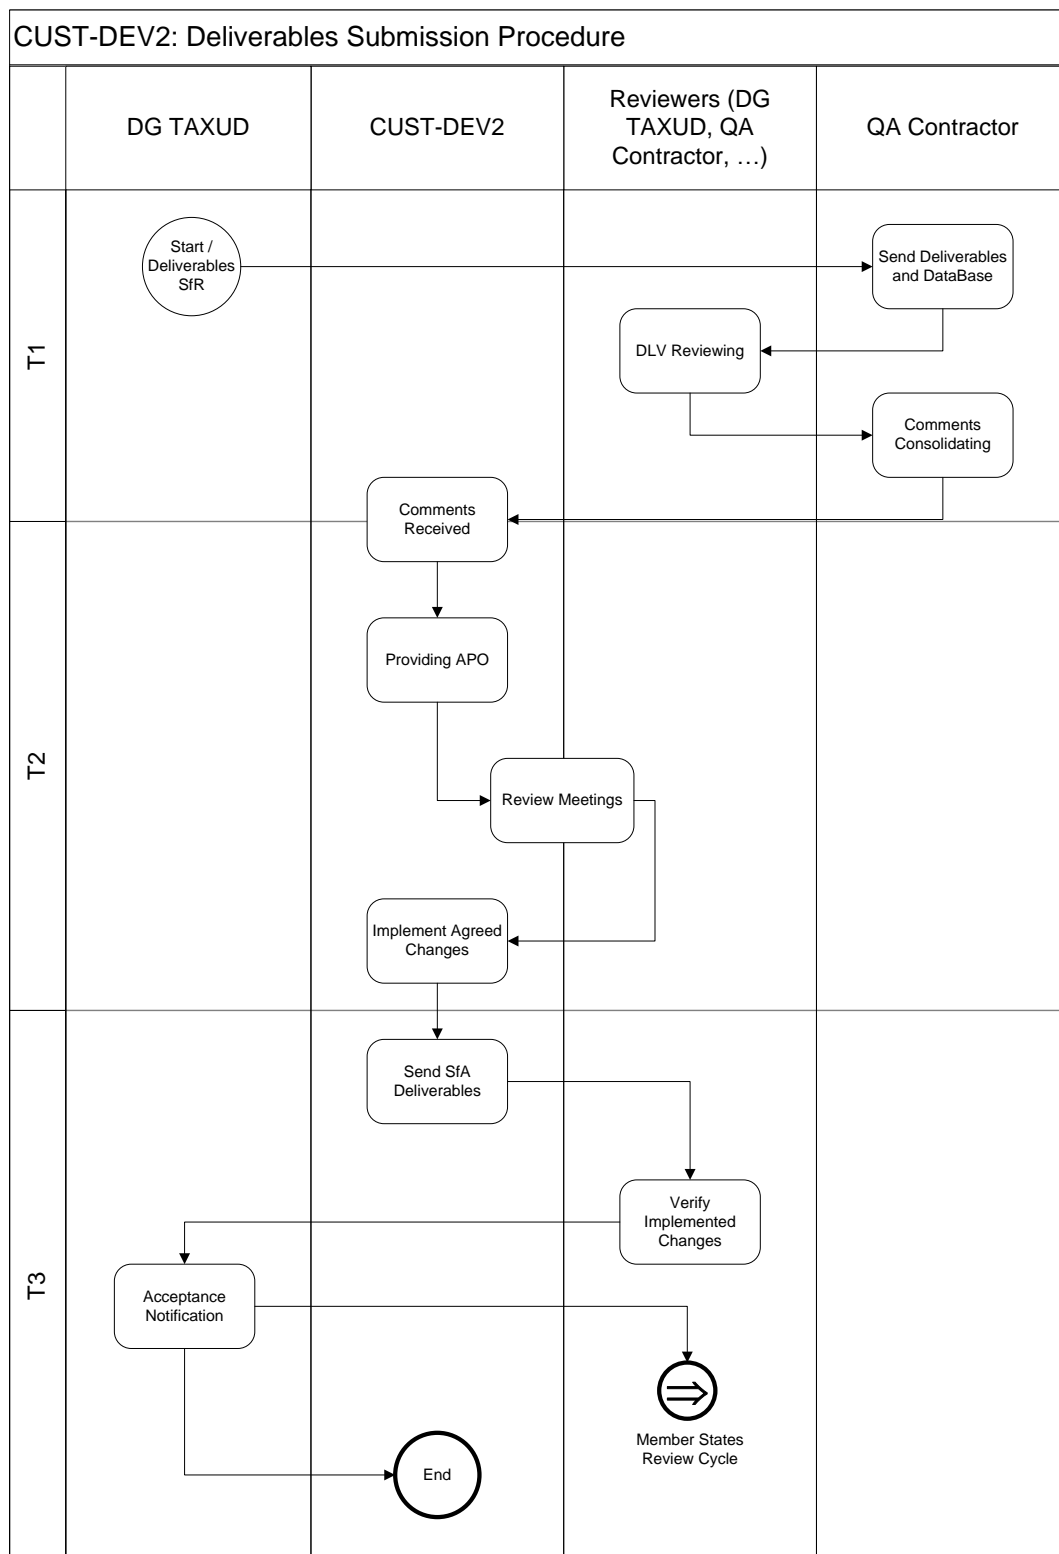 CUST-DEV2: Deliverables Submission Procedure
DG TAXUD
CUST-DEV2
Reviewers (DG
TAXUD, QA
Contractor, …)
QA Contractor
T1
Start /
Deliverables
SfR
Send Deliverables
and DataBase
DLV Reviewing
Comments
Consolidating
Comments
Received
T2
Providing APO
Review Meetings
Implement Agreed
Changes
T3
Send SfA
Deliverables
Verify
Implemented
Changes
Acceptance
Notification
Member States
Review Cycle
End